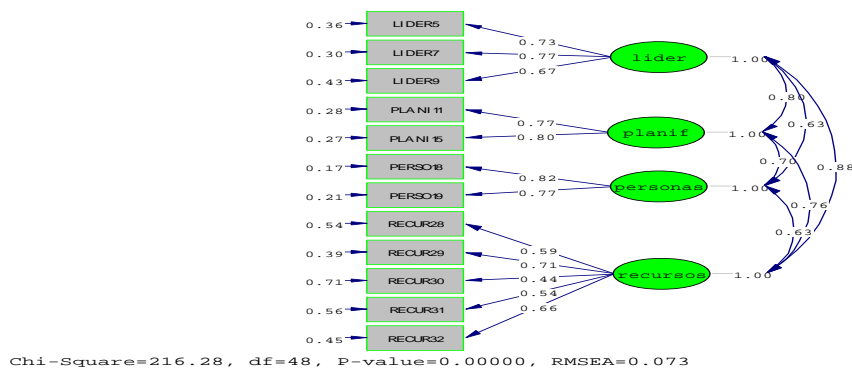 0.36 LIDER5
0.73
0.30 LIDER7
0.77 lider 1.00
0.43 LIDER9
0.67
0.80
0.28 PLANI11
0.77
0.63
0.27 PLANI15
0.80 planif 1.00
0.17 PERSO18
0.82
0.70
0.88
0.21 PERSO19
0.77 personas 1.00
0.76
0.54 RECUR28
0.59
0.63
0.39 RECUR29
0.71
0.71 RECUR30
0.44 recursos 1.00
0.56 RECUR31
0.54
0.45 RECUR32
0.66
Chi-Square=216.28, df=48, P-value=0.00000, RMSEA=0.073